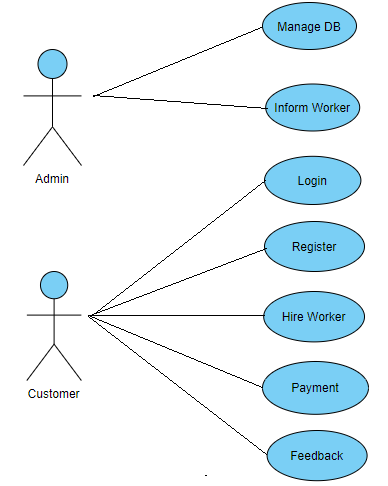 Manage DB
Inform Worker
Admin
Login
Register
Hire Worker
Customer
Payment
Feedback